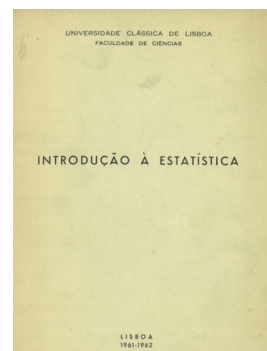 UNIVERSIDADE CLÁSSICA DE LISBOA
FACULDADE DE CIÊNCIAS
INTRODUÇÃO À ESTATÍSTICA
LISBOA
1961-1962